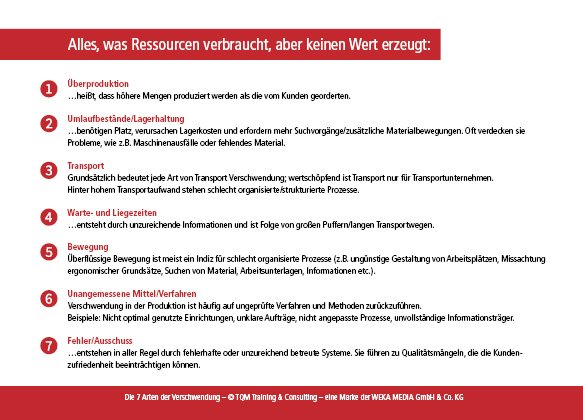 Alles, was Ressourcen verbraucht, aber keinen Wert erzeugt:
1 Überproduktion
…heißt, dass höhere Mengen produziert werden als die vom Kunden georderten.
2 Umlaufbestände/Lagerhaltung
…benötigen Platz, verursachen Lagerkosten und erfordern mehr Suchvorgänge/zusätzliche Materialbewegungen. Oft verdecken sie
Probleme, wie z.B. Maschinenausfälle oder fehlendes Material.
3 Transport
Grundsätzlich bedeutet jede Art von Transport Verschwendung; wertschöpfend ist Transport nur für Transportunternehmen.
Hinter hohem Transportaufwand stehen schlecht organisierte/strukturierte Prozesse.
4 Warte- und Liegezeiten
…entsteht durch unzureichende Informationen und ist Folge von großen Puffern/langen Transportwegen.
5 Bewegung
Überflüssige Bewegung ist meist ein Indiz für schlecht organisierte Prozesse (z.B. ungünstige Gestaltung von Arbeitsplätzen, Missachtung
ergonomischer Grundsätze, Suchen von Material, Arbeitsunterlagen, Informationen etc.).
6 Unangemessene Mittel/Verfahren
Verschwendung in der Produktion ist häufig auf ungeprüfte Verfahren und Methoden zurückzuführen.
Beispiele: Nicht optimal genutzte Einrichtungen, unklare Aufträge, nicht angepasste Prozesse, unvollständige Informationsträger.
7 Fehler/Ausschuss
…entstehen in aller Regel durch fehlerhafte oder unzureichend betreute Systeme. Sie führen zu Qualitätsmängeln, die die Kunden-
zufriedenheit beeinträchtigen können.
Die 7 Arten der Verschwendung – © TQM Training & Consulting – eine Marke der WEKA MEDIA GmbH & Co. KG